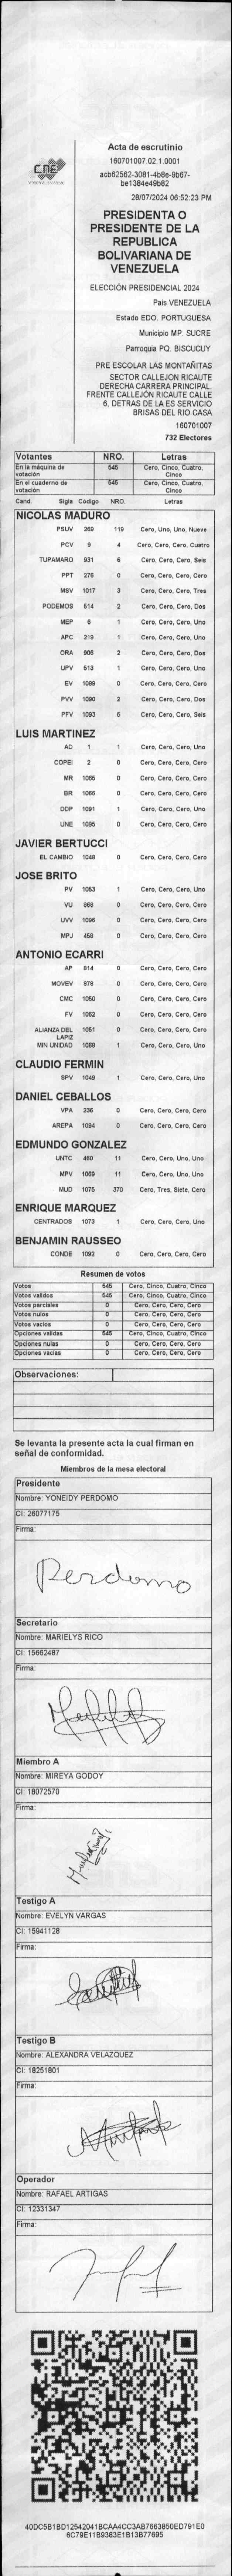 Acta de escrutinio
CNE
160701007.02.1.0001
acb62562-3081-4b8e-9b67-
be1384e49b82
28/07/2024 06:52:23 PM
PRESIDENTA O
PRESIDENTE DE LA
REPUBLICA
BOLIVARIANA DE
VENEZUELA
ELECCIÓN PRESIDENCIAL 2024
Pais VENEZUELA
Estado EDO. PORTUGUESA
Municipio MP. SUCRE
Parroquia PQ. BISCUCUY
PRE ESCOLAR LAS MONTAÑITAS
SECTOR CALLEJON RICAUTE
DERECHA CARRERA PRINCIPAL.
FRENTE CALLEJÓN RICAUTE CALLE
6. DETRAS DE LA ES SERVICIO
BRISAS DEL RIO CASA
160701007
732 Electores
Votantes NRO. Letras
En la máquina de votación 545 Cero, Cinco, Cuatro, Cinco
En el cuaderno de votación 545 Cero, Cinco, Cuatro, Cinco
Cand. Sigla Código NRO. Letras
NICOLAS MADURO
PSUV 269 119 Cero, Uno, Uno, Nueve
PCV 9 4 Cero, Cero, Cero, Cuatro
TUPAMARO 931 6 Cero, Cero, Cero, Seis
PPT 276 0 Cero, Cero, Cero, Cero
MSV 1017 3 Cero, Cero, Cero, Tres
PODEMOS 514 2 Cero, Cero, Cero, Dos
MEP 6 1 Cero, Cero, Cero, Uno
APC 219 1 Cero, Cero, Cero, Uno
ORA 906 2 Cero, Cero, Cero, Dos
UPV 513 1 Cero, Cero, Cero, Uno
EV 1089 0 Cero, Cero, Cero, Cero
PVV 1090 2 Cero, Cero, Cero, Dos
PFV 1093 6 Cero, Cero, Cero, Seis
LUIS MARTINEZ
AD 1 1 Cero, Cero, Cero, Uno
COPEI 2 0 Cero, Cero, Cero, Cero
MR 1065 0 Cero, Cero, Cero, Cero
BR 1066 0 Cero, Cero, Cero, Cero
DDP 1091 1 Cero, Cero, Cero, Uno
UNE 1095 0 Cero, Cero, Cero, Cero
JAVIER BERTUCCI
EL CAMBIO 1048 0 Cero, Cero, Cero, Cero
JOSE BRITO
PV 1053 1 Cero, Cero, Cero, Uno
VU 868 0 Cero, Cero, Cero, Cero
UVV 1096 0 Cero, Cero, Cero, Cero
MPJ 458 0 Cero, Cero, Cero, Cero
ANTONIO ECARRI
AP 814 0 Cero, Cero, Cero, Cero
MOVEV 878 0 Cero, Cero, Cero, Cero
CMC 1050 0 Cero, Cero, Cero, Cero
FV 1062 0 Cero, Cero, Cero, Cero
ALIANZA DEL LAPIZ 1051 0 Cero, Cero, Cero, Cero
MIN UNIDAD 1088 1 Cero, Cero, Cero, Uno
CLAUDIO FERMIN
SPV 1049 1 Cero, Cero, Cero, Uno
DANIEL CEBALLOS
VPA 236 0 Cero, Cero, Cero, Cero
AREPA 1094 0 Cero, Cero, Cero, Cero
EDMUNDO GONZALEZ
UNTC 460 11 Cero, Cero, Uno, Uno
MPV 1069 11 Cero, Cero, Uno, Uno
MUD 1075 370 Cero, Tres, Siete, Cero
ENRIQUE MARQUEZ
CENTRADOS 1073 1 Cero, Cero, Cero, Uno
BENJAMIN RAUSSEO
CONDE 1092 0 Cero, Cero, Cero, Cero
Resumen de votos
Votos 545 Cero, Cinco, Cuatro, Cinco
Votos validos 545 Cero, Cinco, Cuatro, Cinco
Votos parciales 0 Cero, Cero, Cero, Cero
Votos nulos 0 Cero, Cero, Cero, Cero
Votos vacios 0 Cero, Cero, Cero, Cero
Opciones validas 545 Cero, Cinco, Cuatro, Cinco
Opciones nulas 0 Cero, Cero, Cero, Cero
Opciones vacias 0 Cero, Cero, Cero, Cero
Observaciones:
Se levanta la presente acta la cual firman en
señal de conformidad.
Miembros de la mesa electoral
Presidente
Nombre: YONEIDY PERDOMO
CI: 26077175
Firma:
Perdomo
Secretario
Nombre: MARIELYS RICO
CI: 15662487
Firma:
Miembro A
Nombre: MIREYA GODOY
CI: 18072570
Firma:
Testigo A
Nombre: EVELYN VARGAS
CI: 15941128
Firma:
Testigo B
Nombre: ALEXANDRA VELAZQUEZ
CI: 18251801
Firma:
Operador
Nombre: RAFAEL ARTIGAS
CI: 12331347
Firma:
40DC5B1BD12542041BCAA4CC3AB7663850ED791E0
6C79E11B9383E1B13B77695